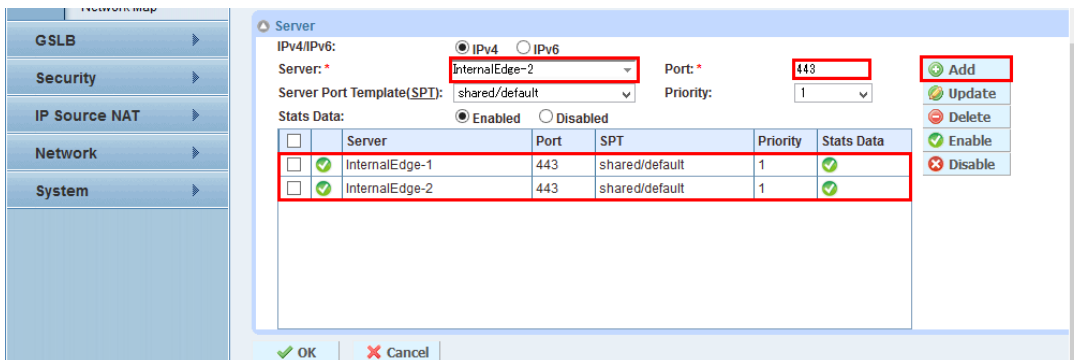 Network Map
GSLB
Security
IP Source NAT
Network
System
Server
IPv4/IPv6: IPv4 IPv6
Server: * InternalEdge-2 Port: * 443
Server Port Template(SPT): shared/default Priority: 1
Stats Data: Enabled Disabled
Server Port SPT Priority Stats Data
InternalEdge-1 443 shared/default 1
InternalEdge-2 443 shared/default 1
Add
Update
Delete
Enable
Disable
OK Cancel